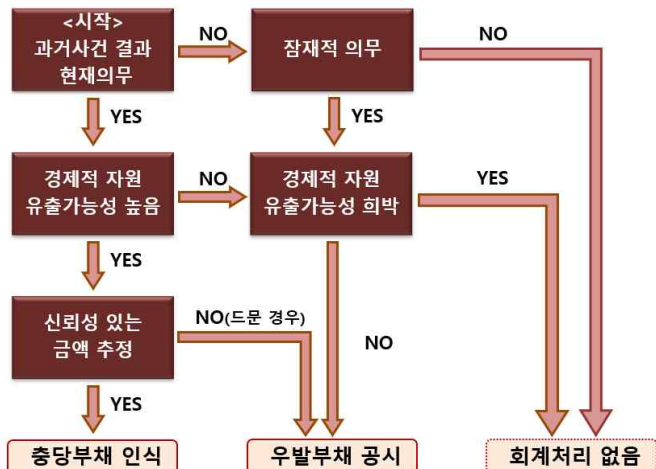 <시작>
과거사건 결과
현재의무
NO
잠재적 의무
NO
YES
YES
경제적 자원
유출가능성 높음
NO
경제적 자원
유출가능성 희박
YES
YES
신뢰성 있는
금액 추정
NO(드문 경우)
NO
YES
충당부채 인식
우발부채 공시
회계처리 없음